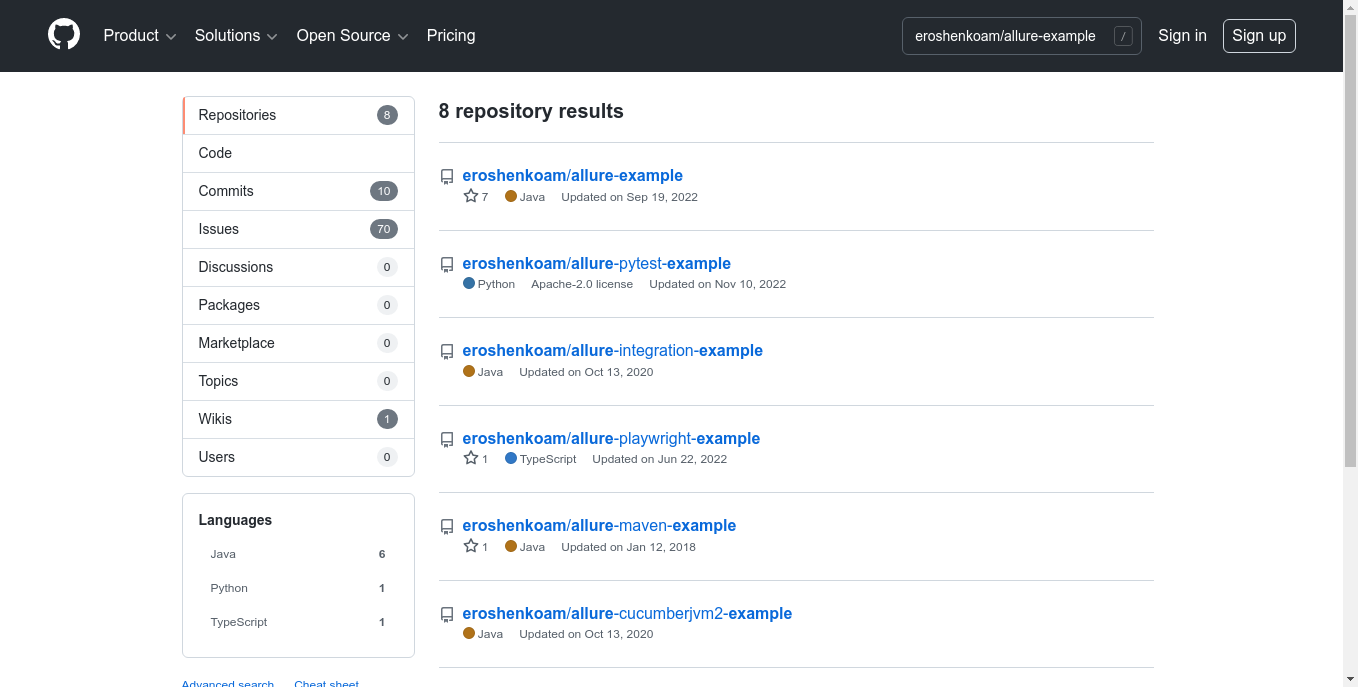 Product Solutions Open Source Pricing eroshenkoam/allure-example / Sign in Sign up
Repositories 8
Code
Commits 10
Issues 70
Discussions 0
Packages 0
Marketplace 0
Topics 0
Wikis 1
Users 0
Languages
Java 6
Python 1
TypeScript 1
Advanced search Cheat sheet
8 repository results
eroshenkoam/allure-example
7 Java Updated on Sep 19, 2022
eroshenkoam/allure-pytest-example
Python Apache-2.0 license Updated on Nov 10, 2022
eroshenkoam/allure-integration-example
Java Updated on Oct 13, 2020
eroshenkoam/allure-playwright-example
1 TypeScript Updated on Jun 22, 2022
eroshenkoam/allure-maven-example
1 Java Updated on Jan 12, 2018
eroshenkoam/allure-cucumberjvm2-example
Java Updated on Oct 13, 2020